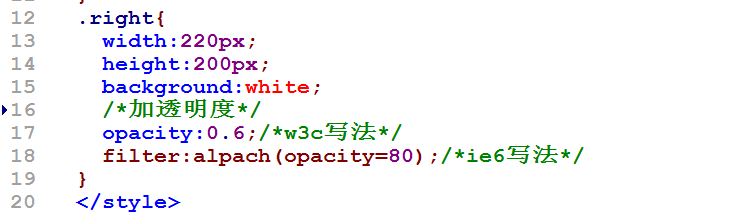 12 .right{
13 width:220px;
14 height:200px;
15 background:white;
16 /*加透明度*/
17 opacity:0.6;/*w3c写法*/
18 filter:alpach(opacity=80);/*ie6写法*/
19 }
20 </style>